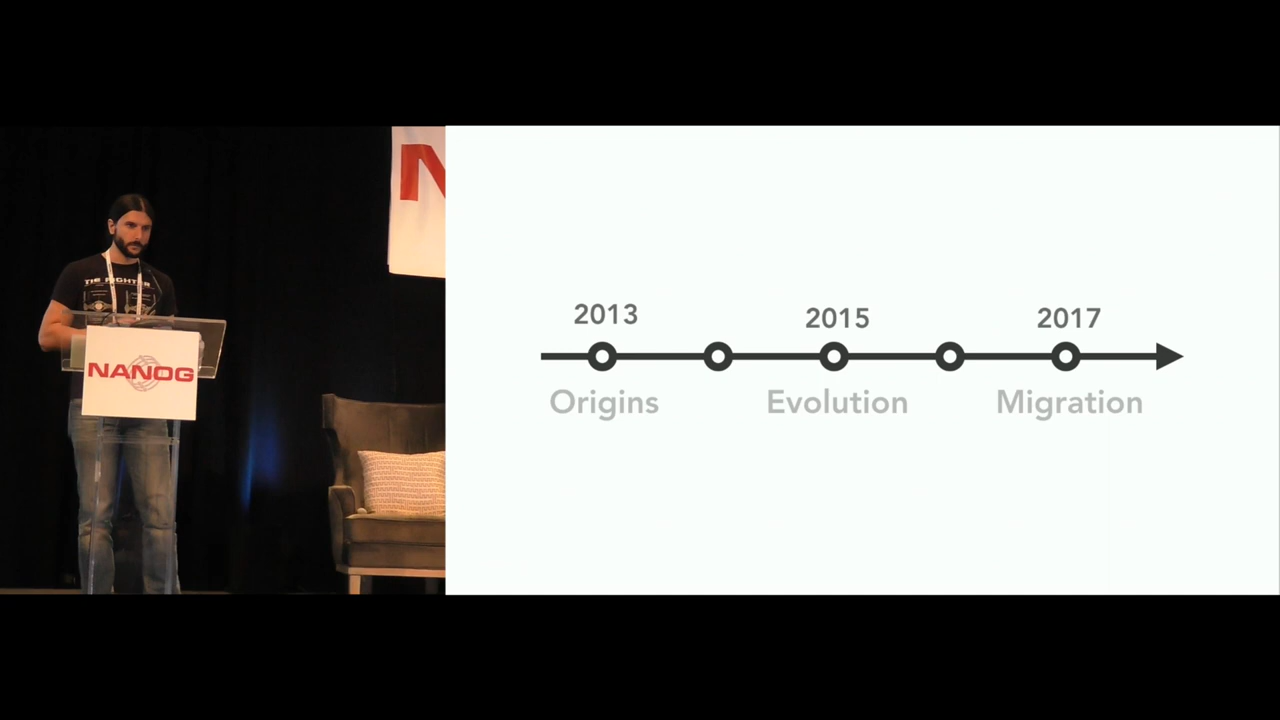 N
TIE FIGHTER
NANOG
2013
2015
2017
Origins
Evolution
Migration